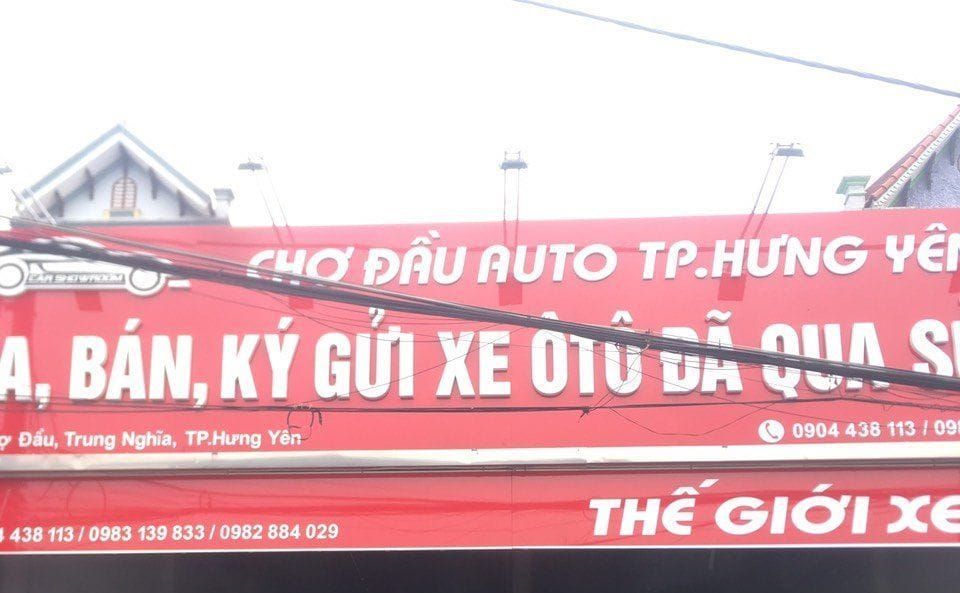 CAR SHOWROOM
CHỢ ĐẦU AUTO TP.HƯNG YÊN
A, BÁN, KÝ GỬI XE ÔTÔ ĐÃ QUA S
ợ Đầu, Trung Nghĩa, TP.Hưng Yên
0904 438 113 / 098
4 438 113 / 0983 139 833 / 0982 884 029
THẾ GIỚI XE